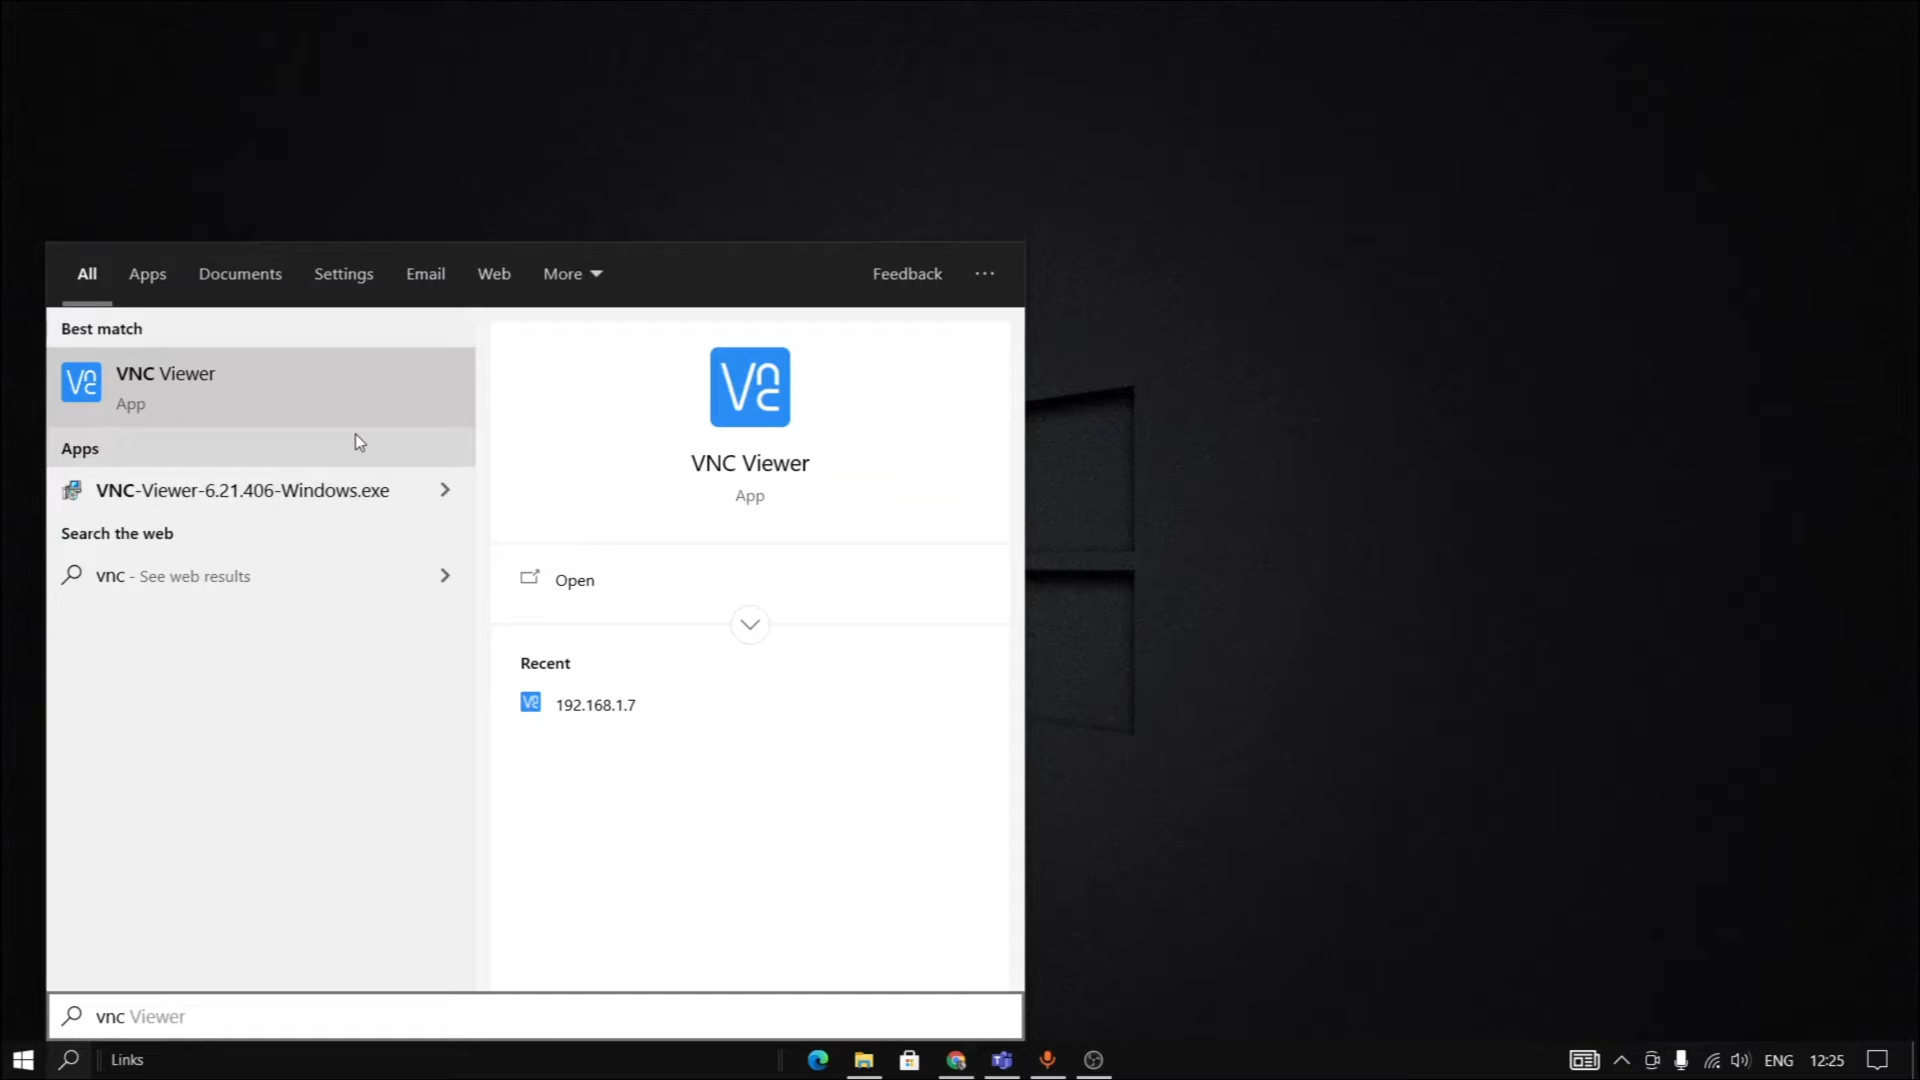 All Apps Documents Settings Email Web More Feedback
Best match
VNC Viewer
App
Apps
VNC-Viewer-6.21.406-Windows.exe
Search the web
vnc - See web results
VNC Viewer
App
Open
Recent
192.168.1.7
vnc Viewer
Links
ENG 12:25